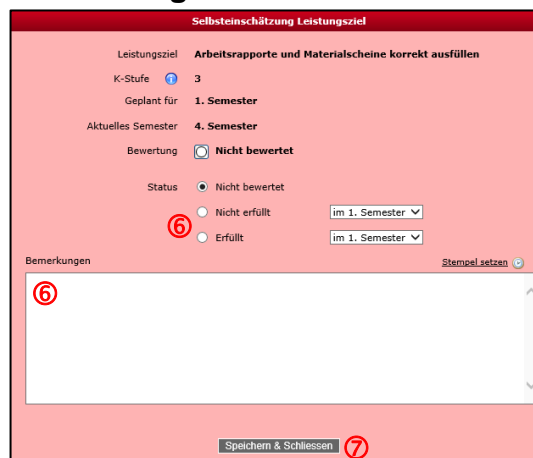 Selbsteinschätzung Leistungsziel
Leistungsziel Arbeitsrapporte und Materialscheine korrekt ausfüllen
K-Stufe i 3
Geplant für 1. Semester
Aktuelles Semester 4. Semester
Bewertung Nicht bewertet
Status Nicht bewertet
Nicht erfüllt im 1. Semester
⑥
Erfüllt im 1. Semester
Bemerkungen Stempel setzen
⑥
Speichern & Schliessen ⑦